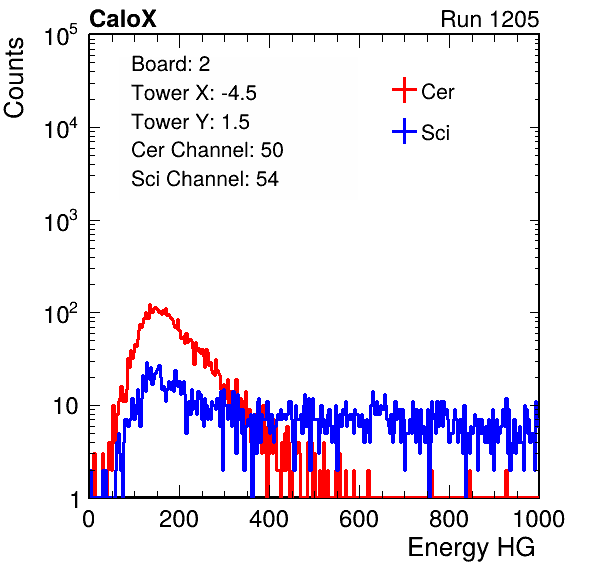 CaloX Run 1205
Counts
Board: 2
Tower X: -4.5
Tower Y: 1.5
Cer Channel: 50
Sci Channel: 54
Cer
Sci
10^5
10^4
10^3
10^2
10
1
0 200 400 600 800 1000
Energy HG